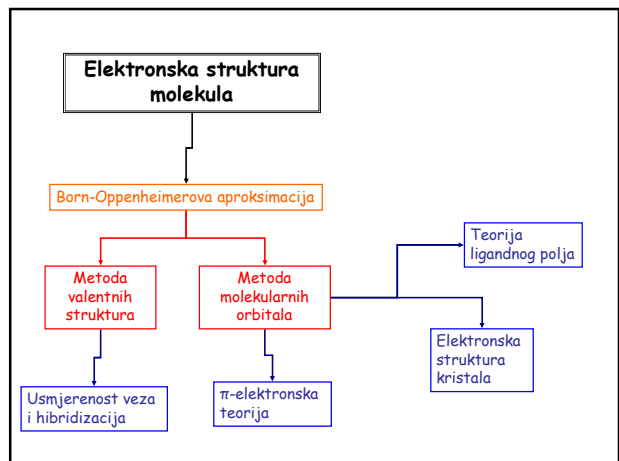 Elektronska struktura
molekula
Born-Oppenheimerova aproksimacija
Teorija
ligandnog polja
Metoda
valentnih
struktura
Metoda
molekularnih
orbitala
Elektronska
struktura
kristala
Usmjerenost veza
i hibridizacija
π-elektronska
teorija